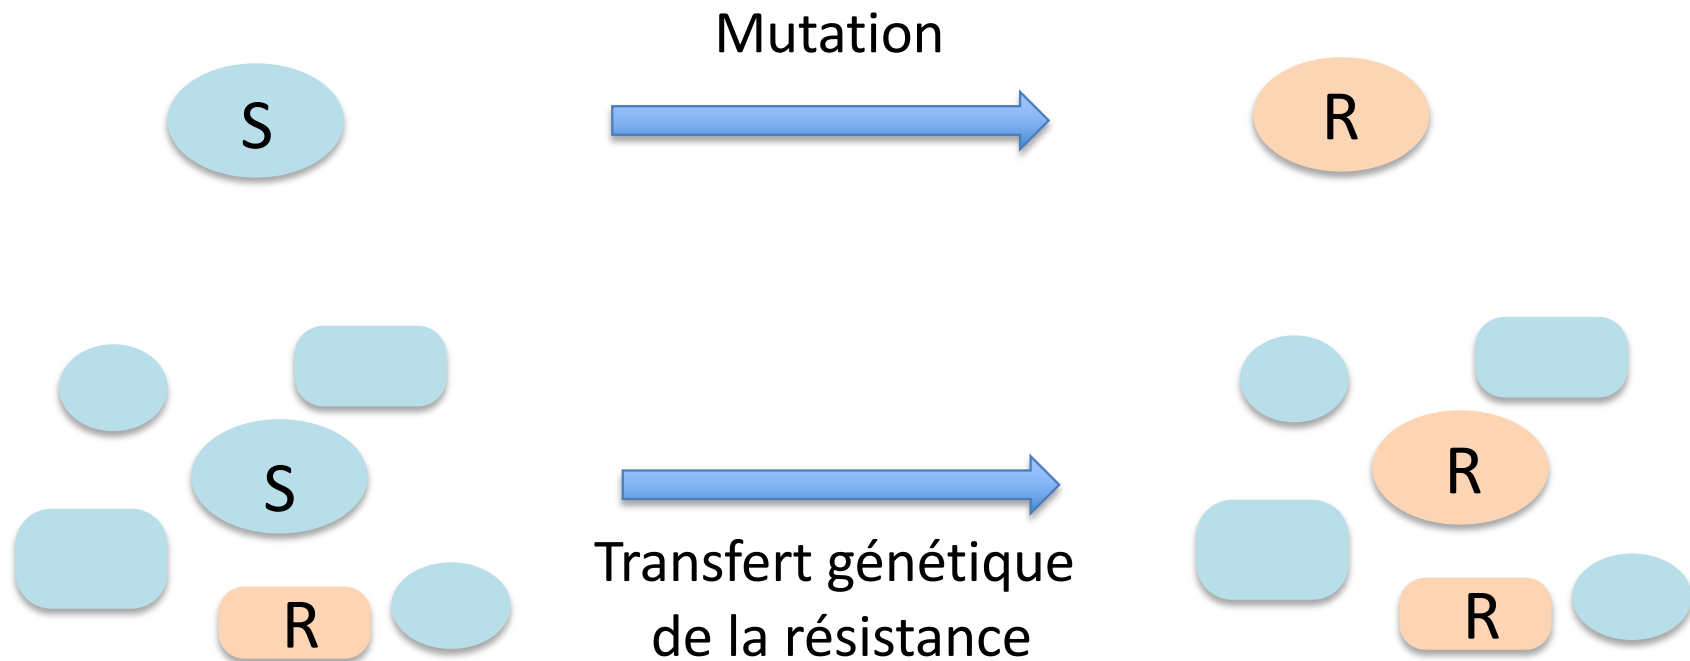 Mutation
S
R
S
R
Transfert génétique
de la résistance
R
R